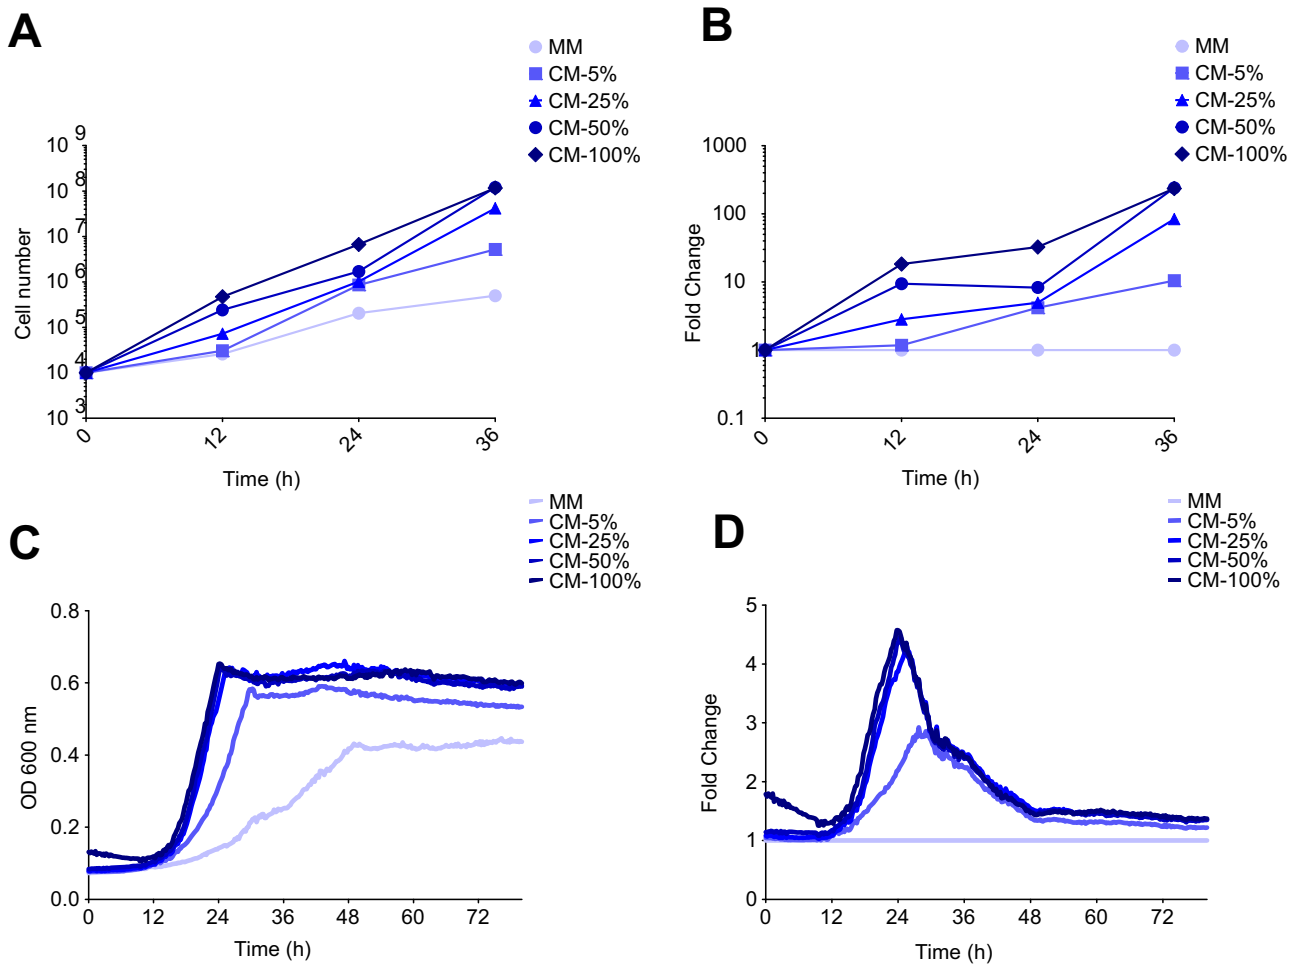 A
MM
CM-5%
CM-25%
CM-50%
CM-100%
Cell number
10 9
10 8
10 7
10 6
10 5
10 4
10 3
0
12
24
36
Time (h)
B
MM
CM-5%
CM-25%
CM-50%
CM-100%
Fold Change
1000
100
10
1
0.1
0
12
24
36
Time (h)
C
MM
CM-5%
CM-25%
CM-50%
CM-100%
OD 600 nm
0.8
0.6
0.4
0.2
0.0
0 12 24 36 48 60 72
Time (h)
D
MM
CM-5%
CM-25%
CM-50%
CM-100%
Fold Change
5
4
3
2
1
0
0 12 24 36 48 60 72
Time (h)